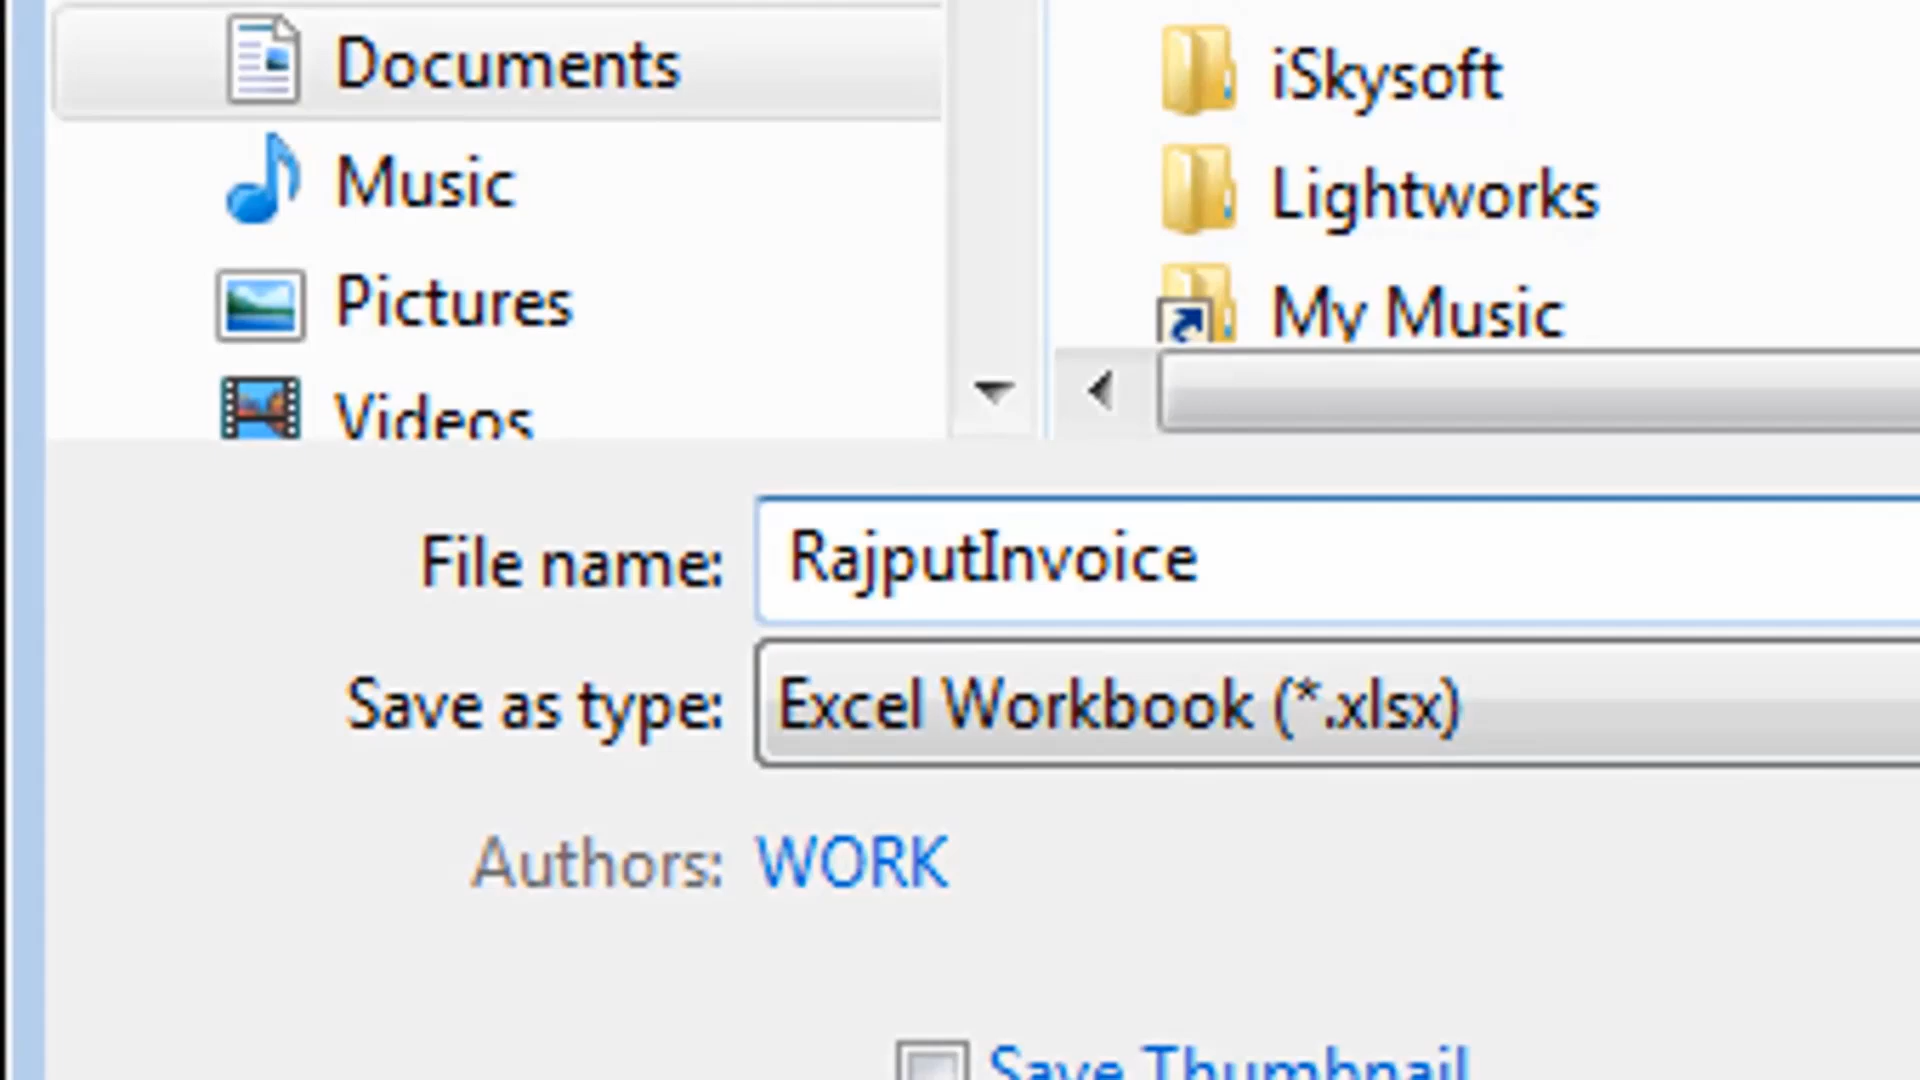 Documents
Music
Pictures
Videos
iSkysoft
Lightworks
My Music
File name: RajputInvoice
Save as type: Excel Workbook (*.xlsx)
Authors: WORK
Save Thumbnail